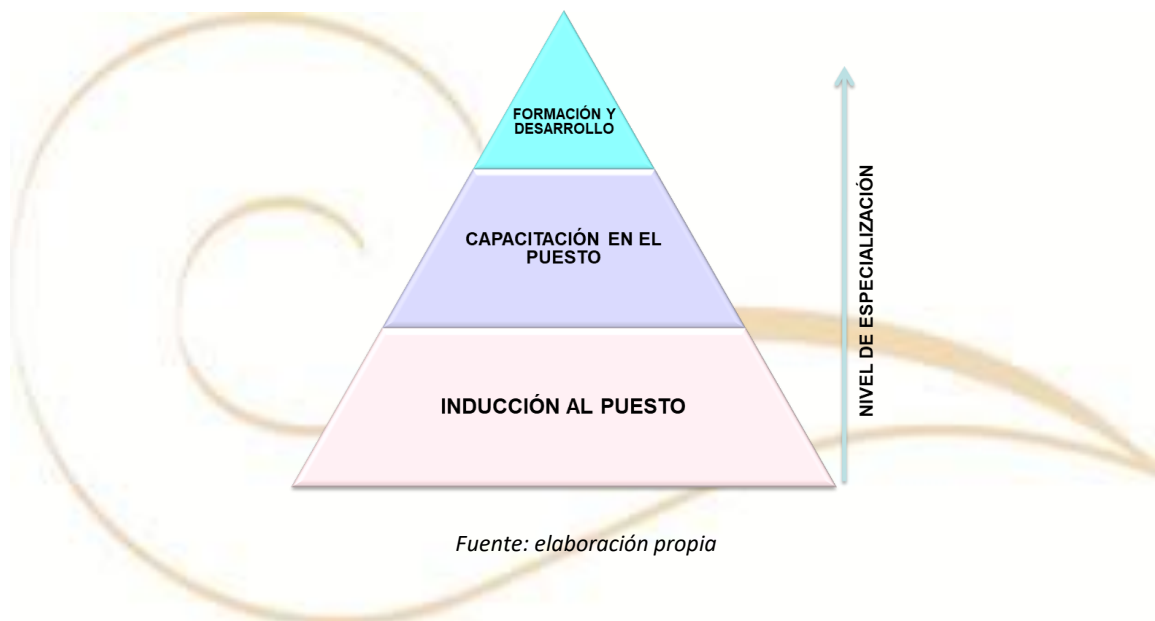 FORMACIÓN Y
DESARROLLO
CAPACITACIÓN EN EL
PUESTO
INDUCCIÓN AL PUESTO
NIVEL DE ESPECIALIZACIÓN
Fuente: elaboración propia